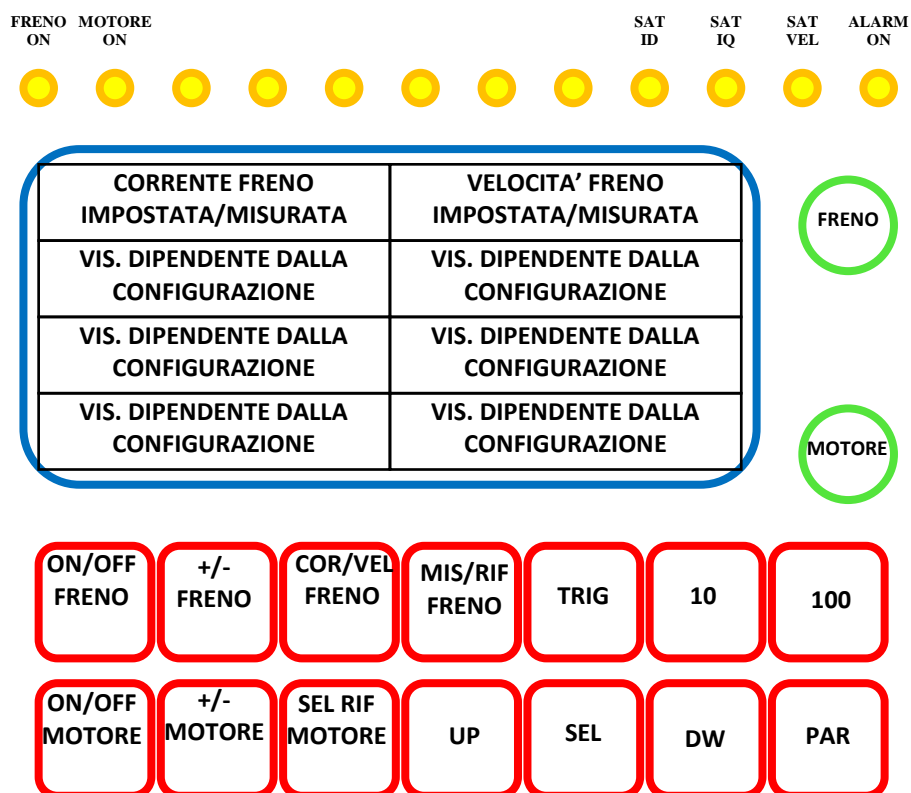 FRENO ON
MOTORE ON
SAT ID
SAT IQ
SAT VEL
ALARM ON
CORRENTE FRENO
IMPOSTATA/MISURATA
VELOCITA’ FRENO
IMPOSTATA/MISURATA
FRENO
VIS. DIPENDENTE DALLA
CONFIGURAZIONE
VIS. DIPENDENTE DALLA
CONFIGURAZIONE
VIS. DIPENDENTE DALLA
CONFIGURAZIONE
VIS. DIPENDENTE DALLA
CONFIGURAZIONE
VIS. DIPENDENTE DALLA
CONFIGURAZIONE
VIS. DIPENDENTE DALLA
CONFIGURAZIONE
MOTORE
ON/OFF
FRENO
+/-
FRENO
COR/VEL
FRENO
MIS/RIF
FRENO
TRIG
10
100
ON/OFF
MOTORE
+/-
MOTORE
SEL RIF
MOTORE
UP
SEL
DW
PAR